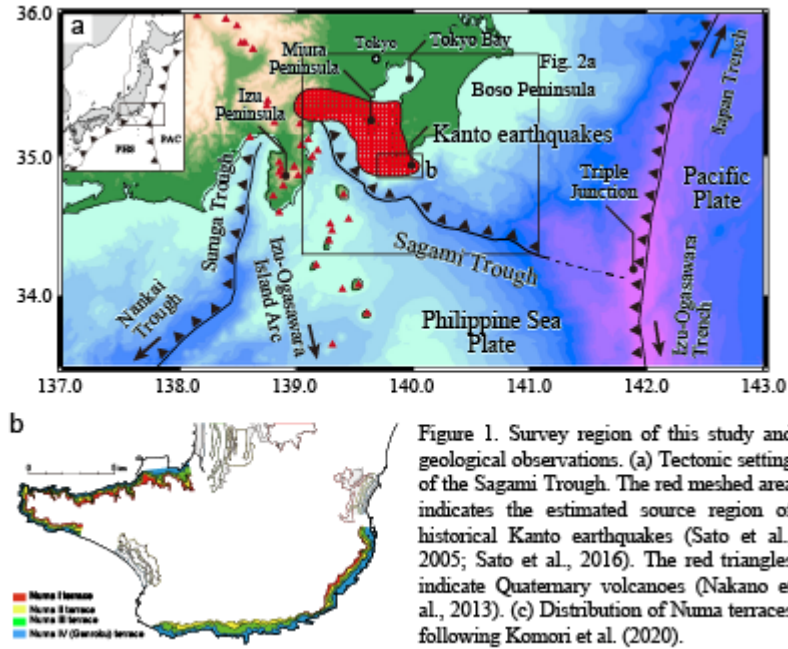 a
36.0
35.0
34.0
137.0
138.0
139.0
140.0
141.0
142.0
143.0
PHS
PAC
Miura
Peninsula
Tokyo
Tokyo Bay
Fig. 2a
Boso Peninsula
Izu
Peninsula
Kanto earthquakes
b
Triple
Junction
Pacific
Plate
Suruga Trough
Sagami Trough
Nankai
Trough
Izu-Ogasawara
Island Arc
Philippine Sea
Plate
Izu-Ogasawara
Trench
b
Numa I terrace
Numa II terrace
Numa III terrace
Numa IV (Genroku) terrace
Figure 1. Survey region of this study and
geological observations. (a) Tectonic setting
of the Sagami Trough. The red meshed area
indicates the estimated source region of
historical Kanto earthquakes (Sato et al.,
2005; Sato et al., 2016). The red triangles
indicate Quaternary volcanoes (Nakano et
al., 2013). (c) Distribution of Numa terraces
following Komori et al. (2020).